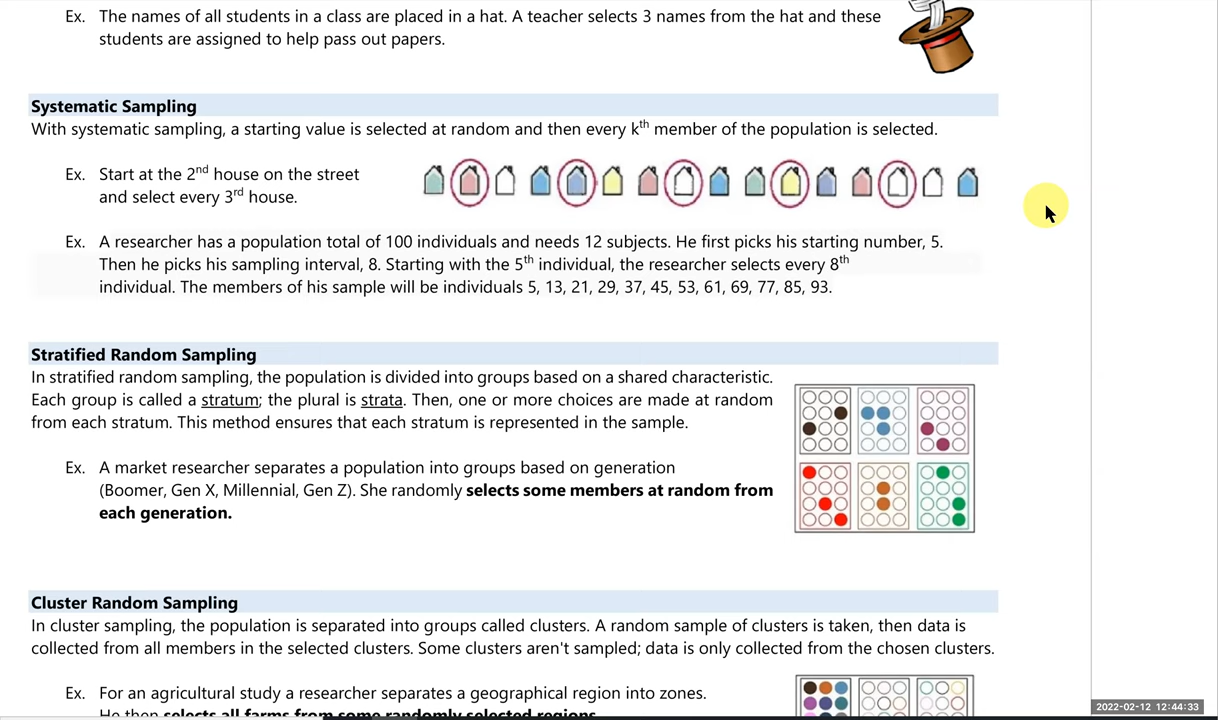 Ex. The names of all students in a class are placed in a hat. A teacher selects 3 names from the hat and these
students are assigned to help pass out papers.
Systematic Sampling
With systematic sampling, a starting value is selected at random and then every kth member of the population is selected.
Ex. Start at the 2nd house on the street
and select every 3rd house.
Ex. A researcher has a population total of 100 individuals and needs 12 subjects. He first picks his starting number, 5.
Then he picks his sampling interval, 8. Starting with the 5th individual, the researcher selects every 8th
individual. The members of his sample will be individuals 5, 13, 21, 29, 37, 45, 53, 61, 69, 77, 85, 93.
Stratified Random Sampling
In stratified random sampling, the population is divided into groups based on a shared characteristic.
Each group is called a stratum; the plural is strata. Then, one or more choices are made at random
from each stratum. This method ensures that each stratum is represented in the sample.
Ex. A market researcher separates a population into groups based on generation
(Boomer, Gen X, Millennial, Gen Z). She randomly selects some members at random from
each generation.
Cluster Random Sampling
In cluster sampling, the population is separated into groups called clusters. A random sample of clusters is taken, then data is
collected from all members in the selected clusters. Some clusters aren't sampled; data is only collected from the chosen clusters.
Ex. For an agricultural study a researcher separates a geographical region into zones.
He then selects all farms from some randomly selected regions.
2022-02-12 12:44:33